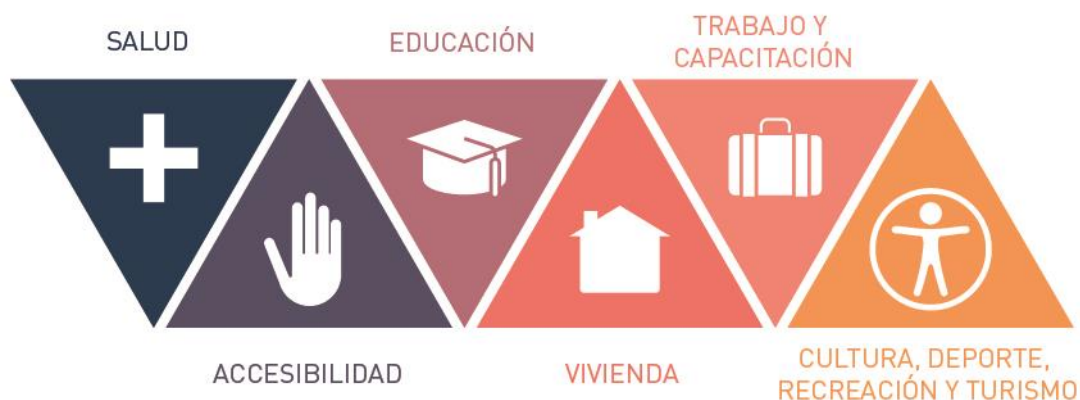 SALUD
EDUCACIÓN
TRABAJO Y
CAPACITACIÓN
ACCESIBILIDAD
VIVIENDA
CULTURA, DEPORTE,
RECREACIÓN Y TURISMO